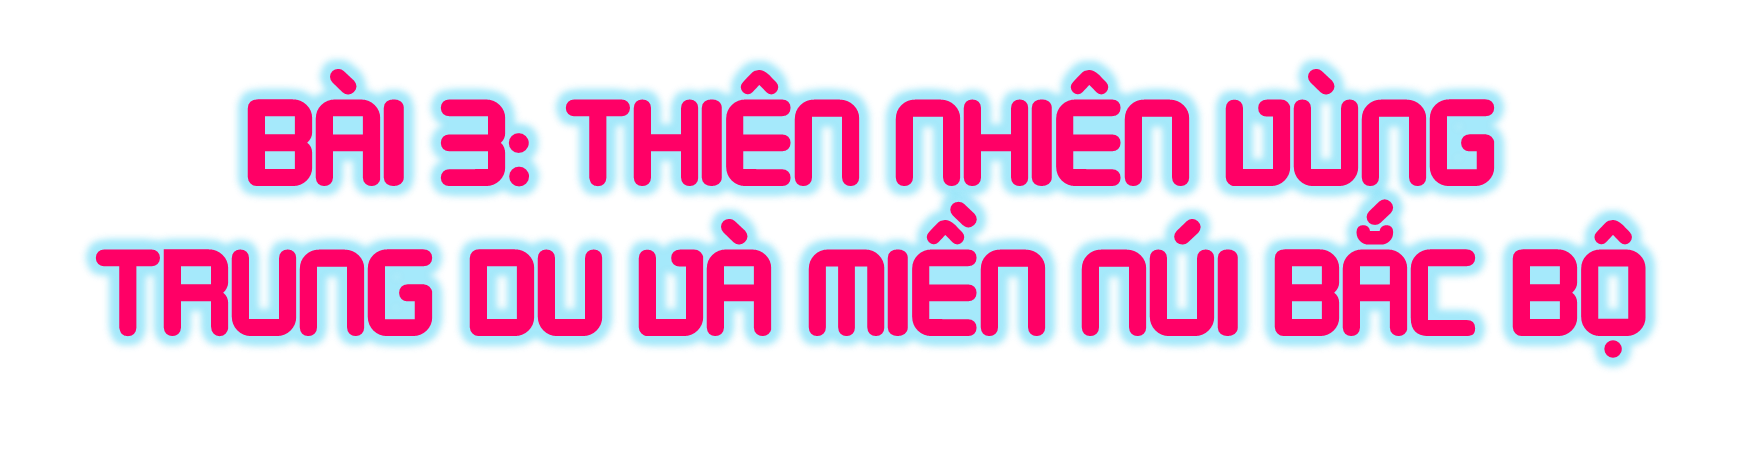 BÀI 3: THIÊN NHIÊN VÙNG
TRUNG DU VÀ MIỀN NÚI BẮC BỘ